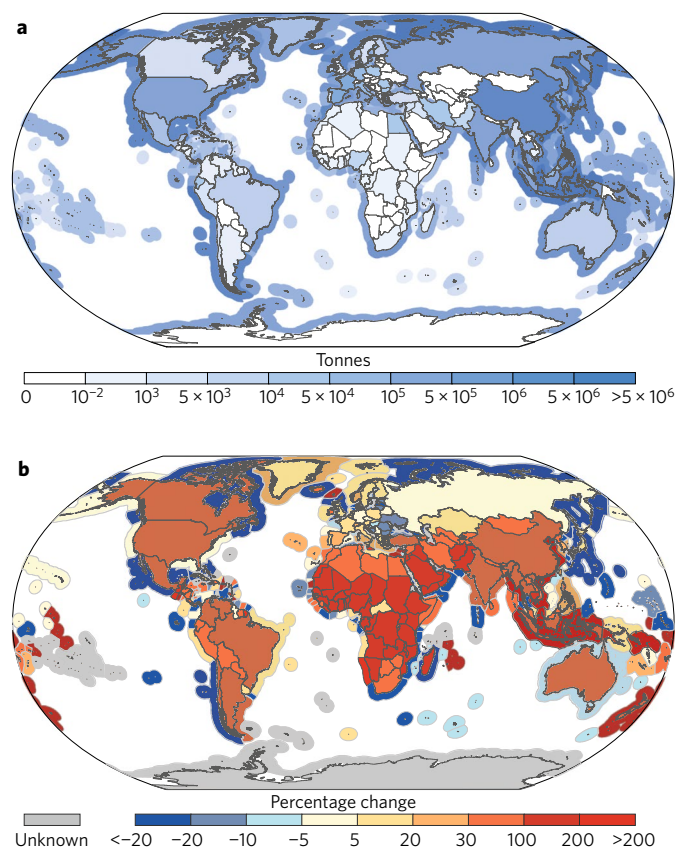 a
Tonnes
0 10⁻² 10³ 5 × 10³ 10⁴ 5 × 10⁴ 10⁵ 5 × 10⁵ 10⁶ 5 × 10⁶ >5 × 10⁶
b
Percentage change
Unknown <−20 −20 −10 −5 5 20 30 100 200 >200